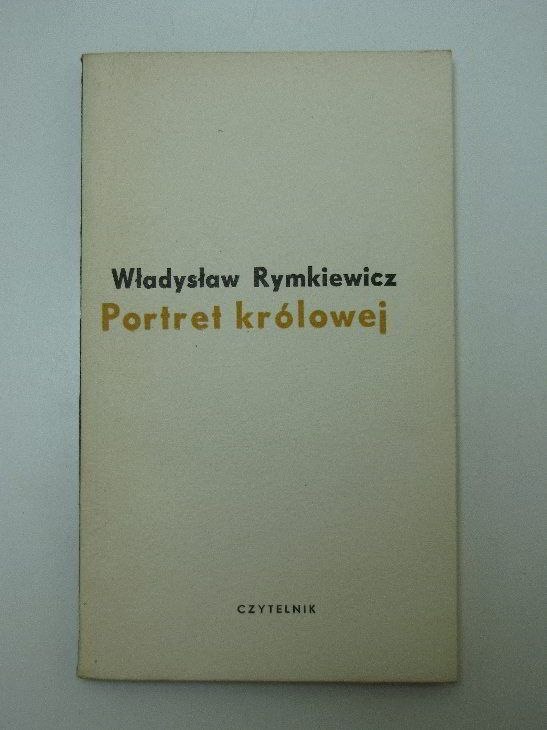 Władysław Rymkiewicz
Portret królowej
CZYTELNIK